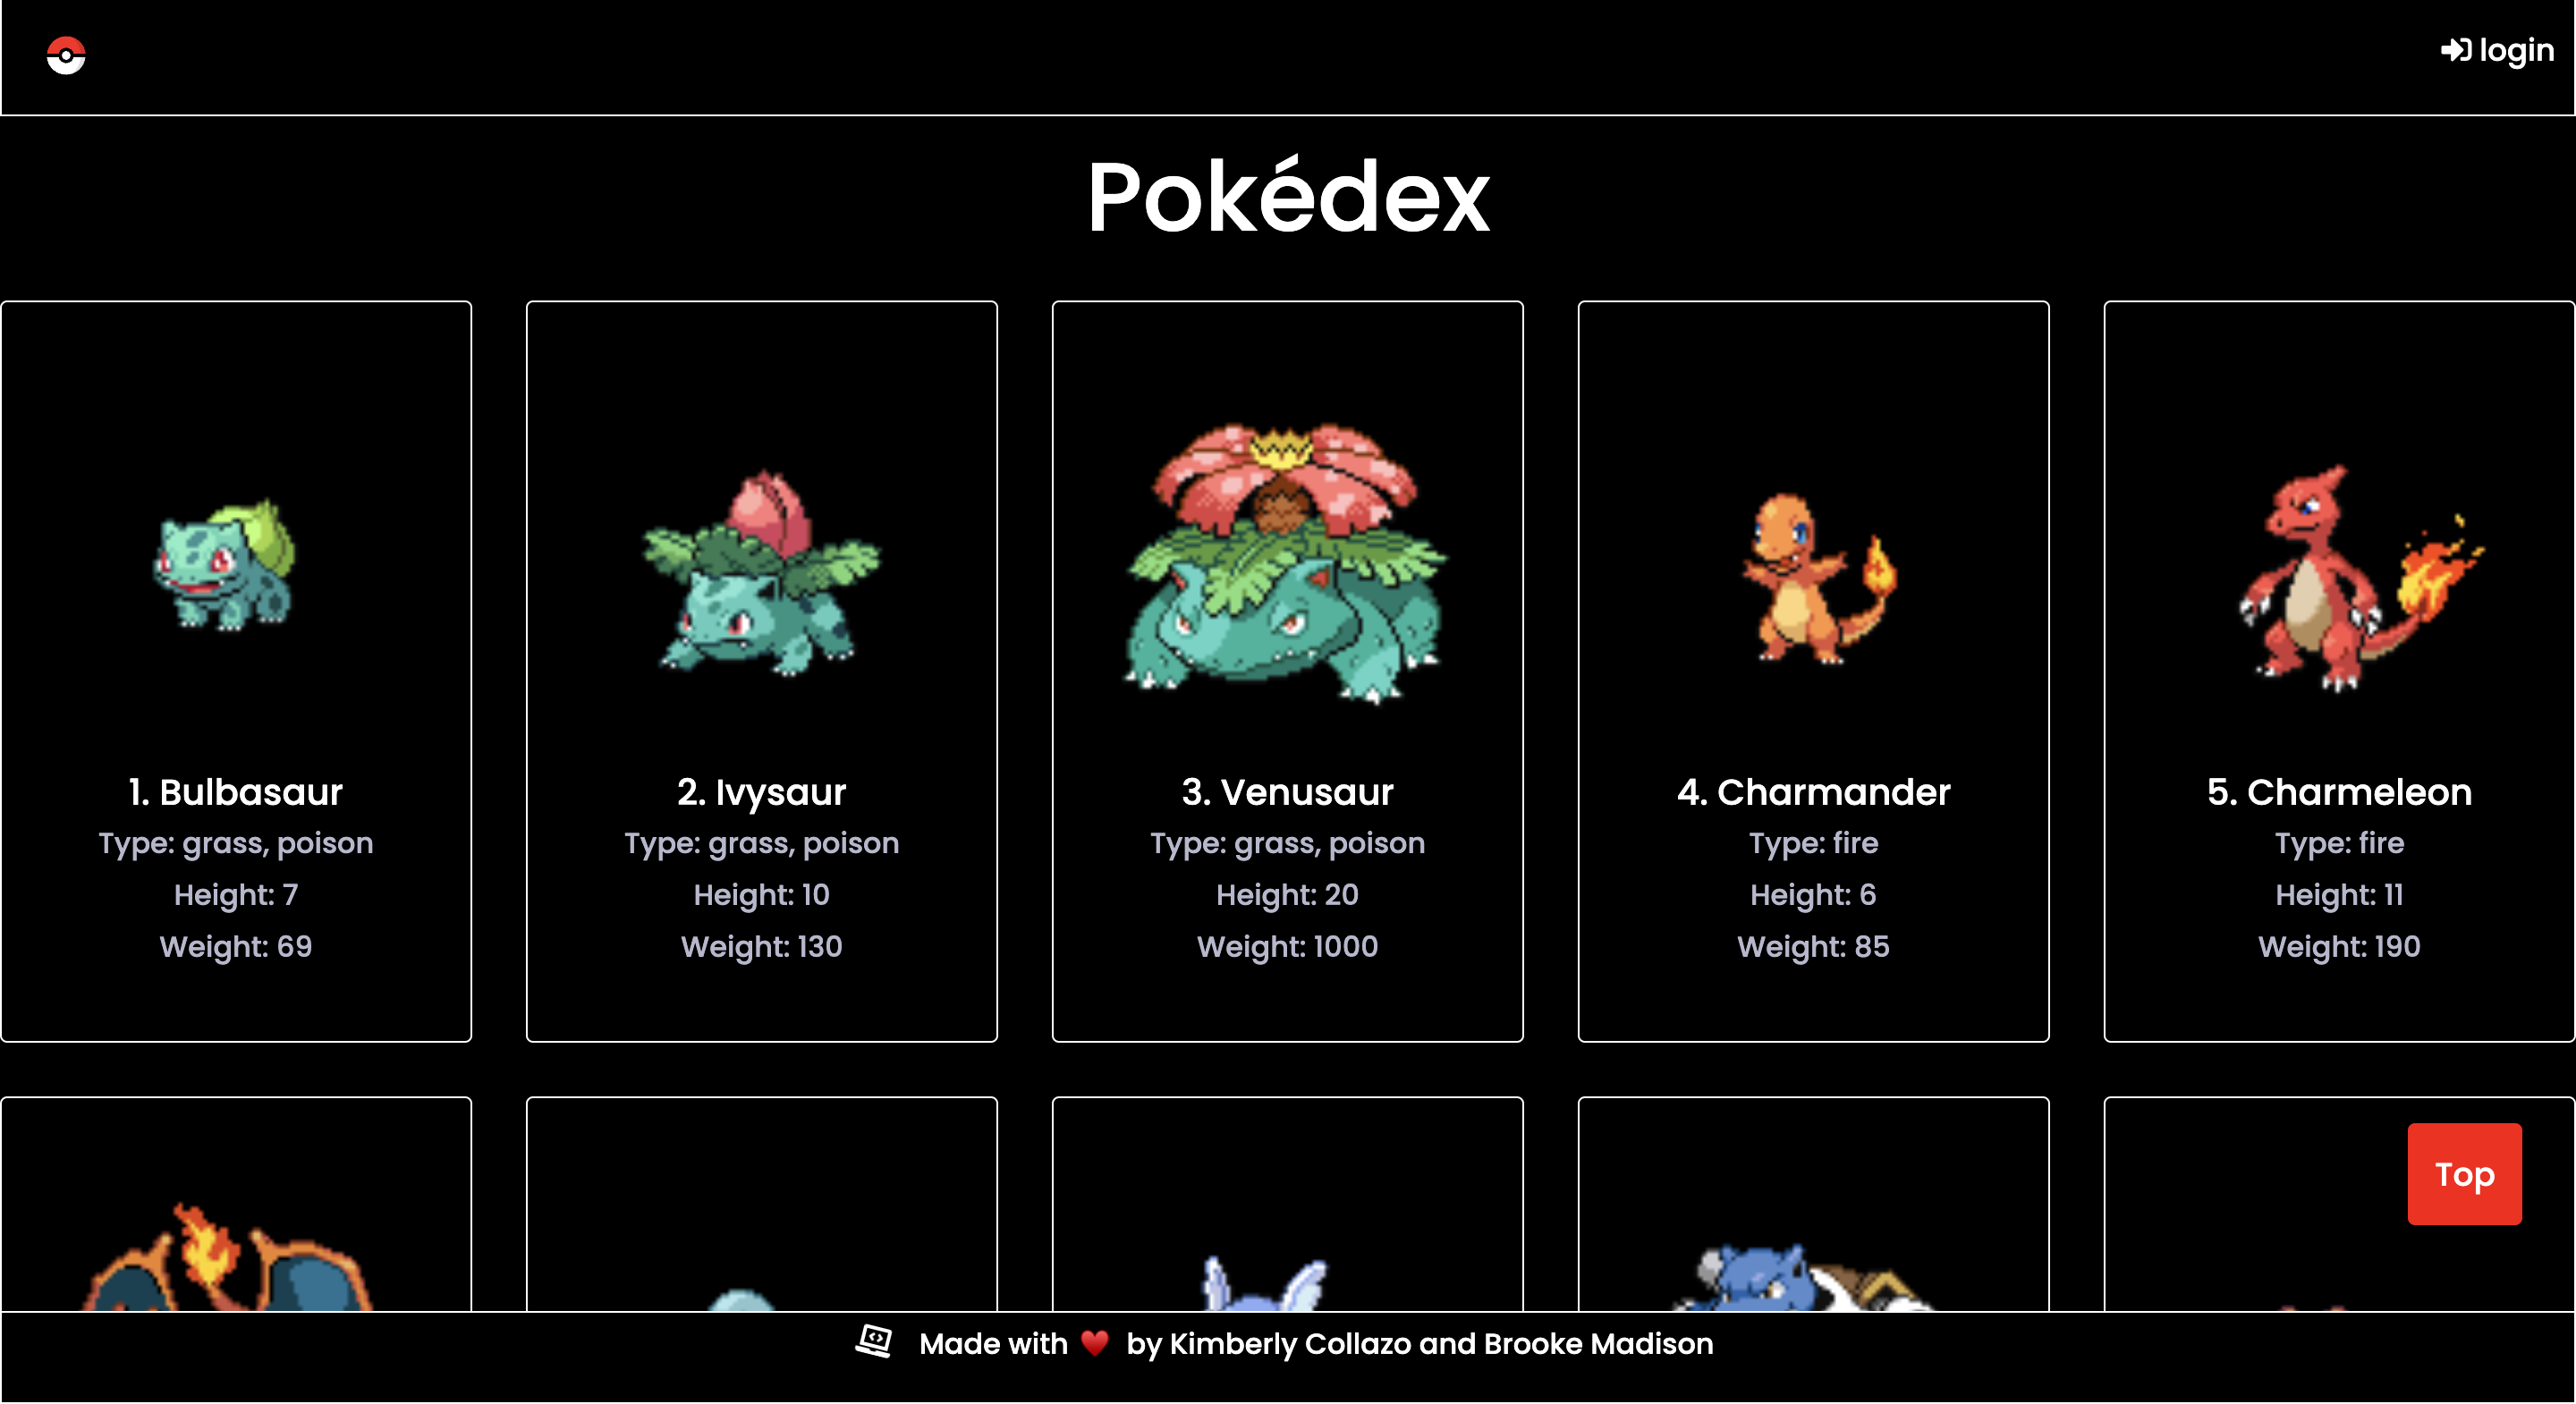 login
Pokédex
1. Bulbasaur
Type: grass, poison
Height: 7
Weight: 69
2. Ivysaur
Type: grass, poison
Height: 10
Weight: 130
3. Venusaur
Type: grass, poison
Height: 20
Weight: 1000
4. Charmander
Type: fire
Height: 6
Weight: 85
5. Charmeleon
Type: fire
Height: 11
Weight: 190
Top
Made with ♥ by Kimberly Collazo and Brooke Madison